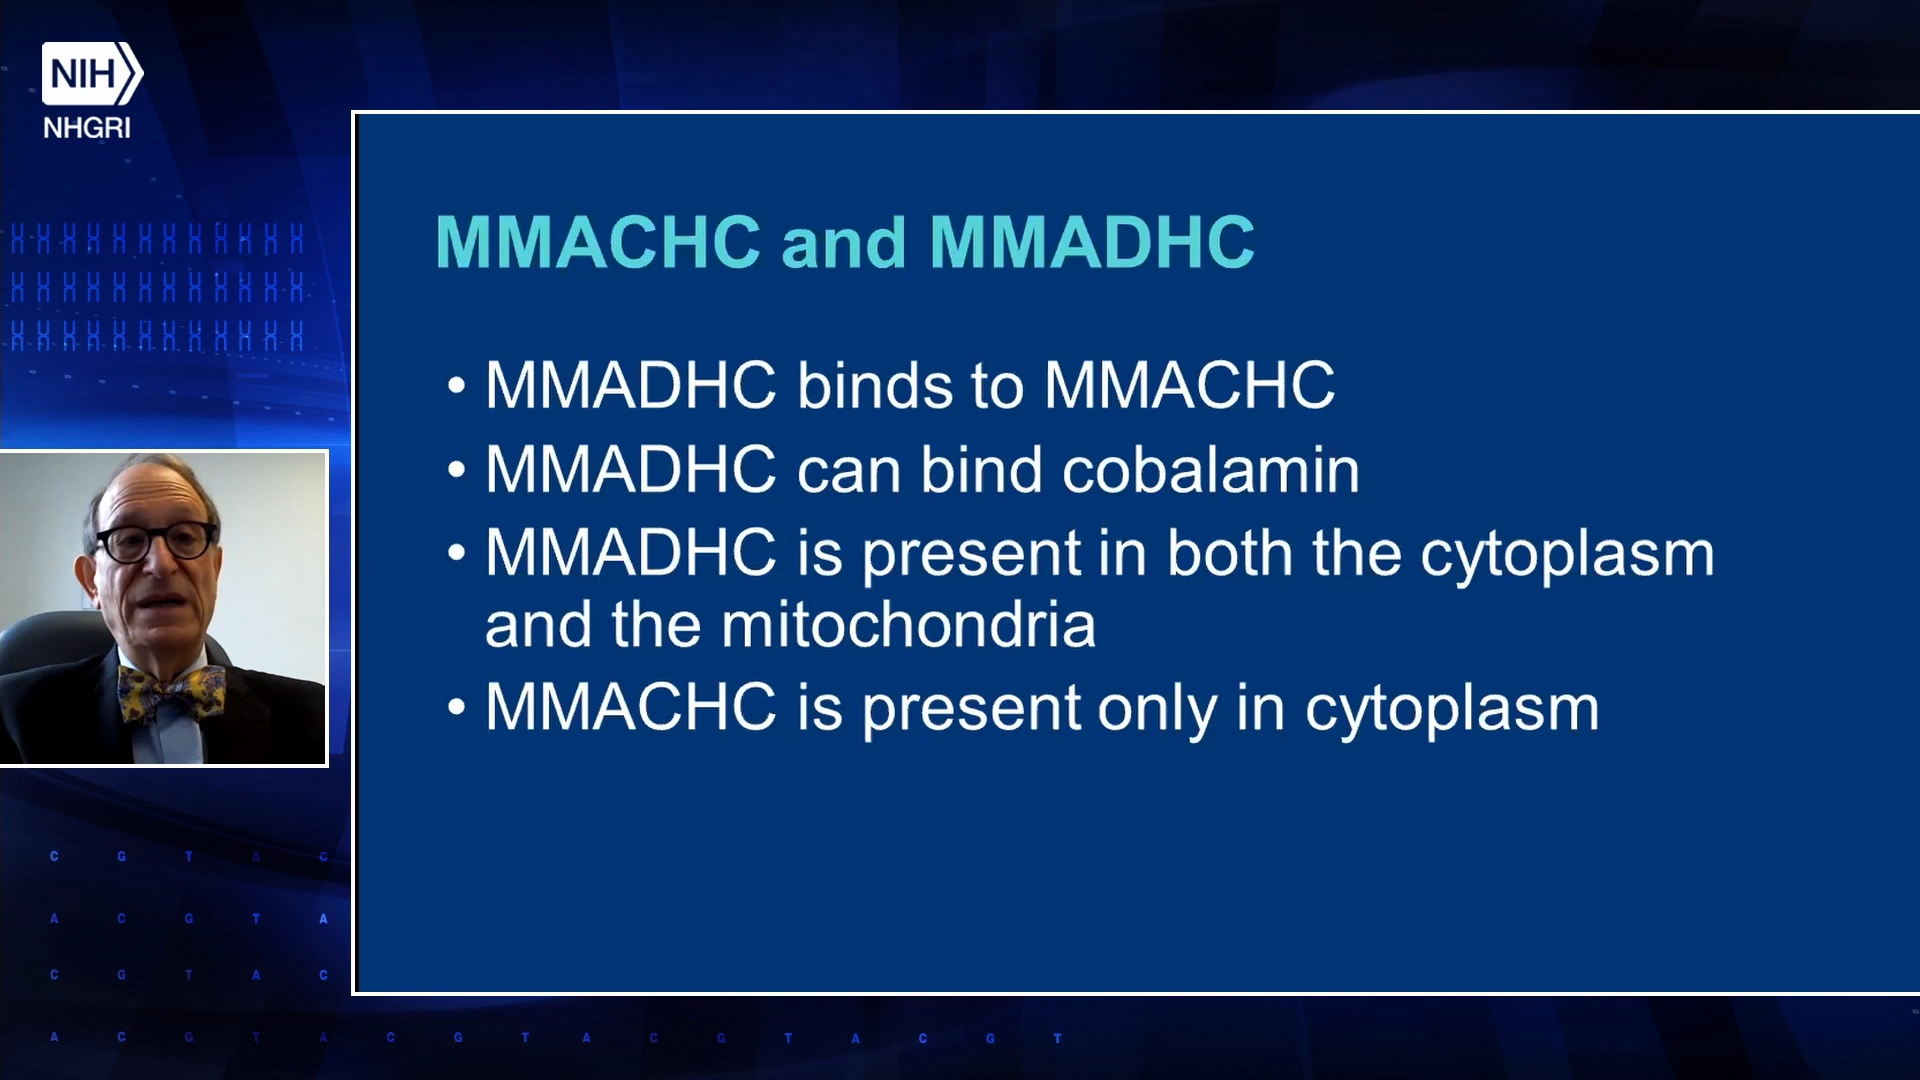 NIH
NHGRI
MMACHC and MMADHC
• MMADHC binds to MMACHC
• MMADHC can bind cobalamin
• MMADHC is present in both the cytoplasm
and the mitochondria
• MMACHC is present only in cytoplasm
C G T A C
A C G T A
C G T A C
A C G T A C G T A C G T A C G T